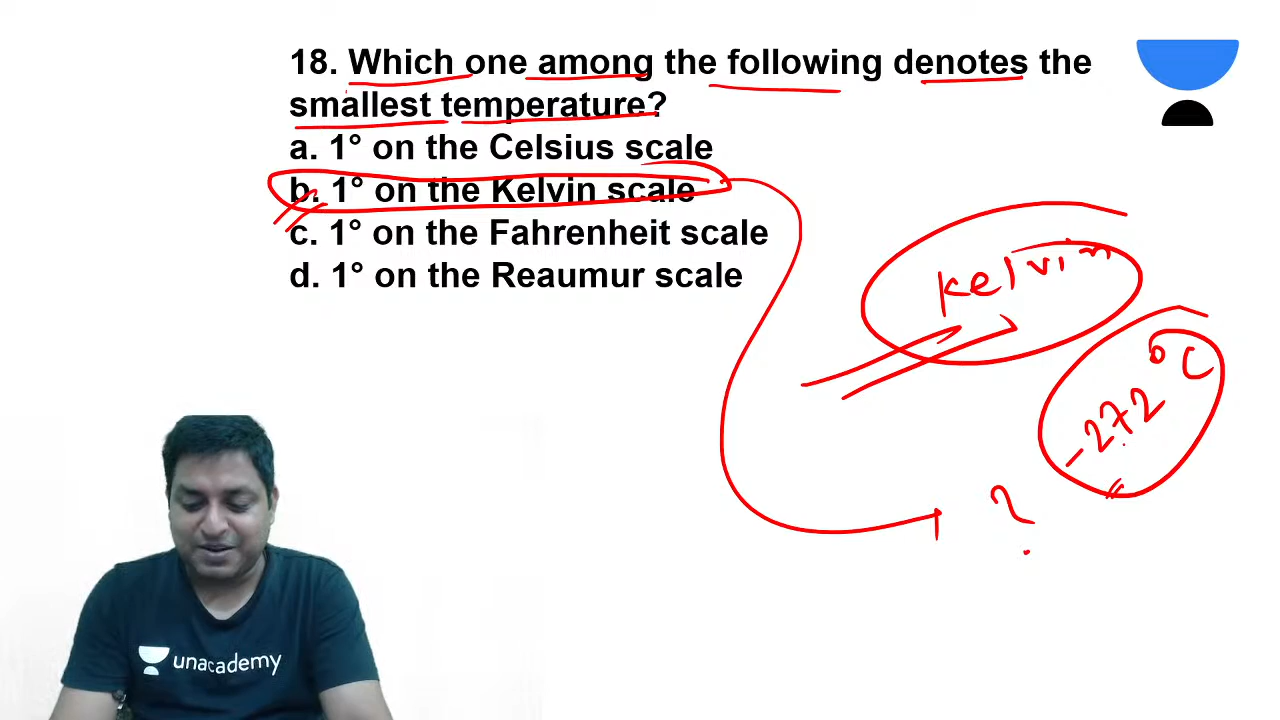 18. Which one among the following denotes the
smallest temperature?
a. 1° on the Celsius scale
b. 1° on the Kelvin scale
c. 1° on the Fahrenheit scale
d. 1° on the Reaumur scale
Kelvin
-272°C
?
unacademy